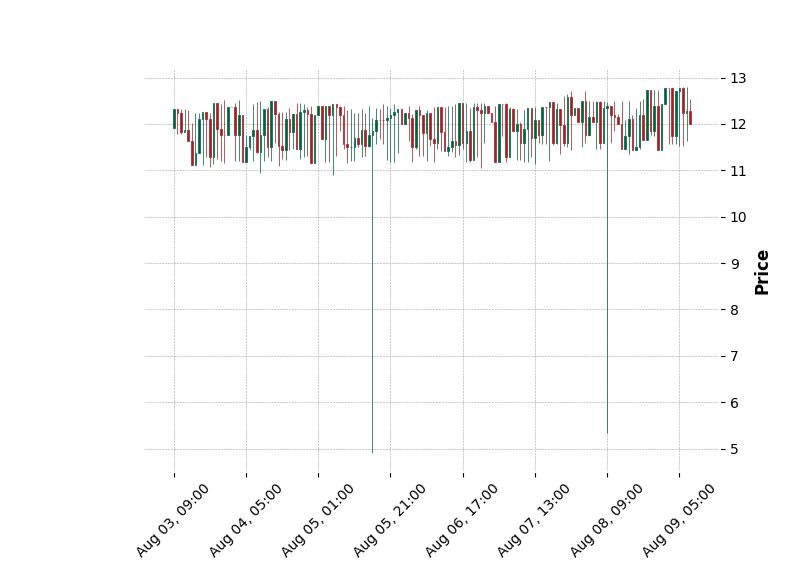 13
12
11
10
9
8
7
6
5
Price
Aug 03, 09:00
Aug 04, 05:00
Aug 05, 01:00
Aug 05, 21:00
Aug 06, 17:00
Aug 07, 13:00
Aug 08, 09:00
Aug 09, 05:00